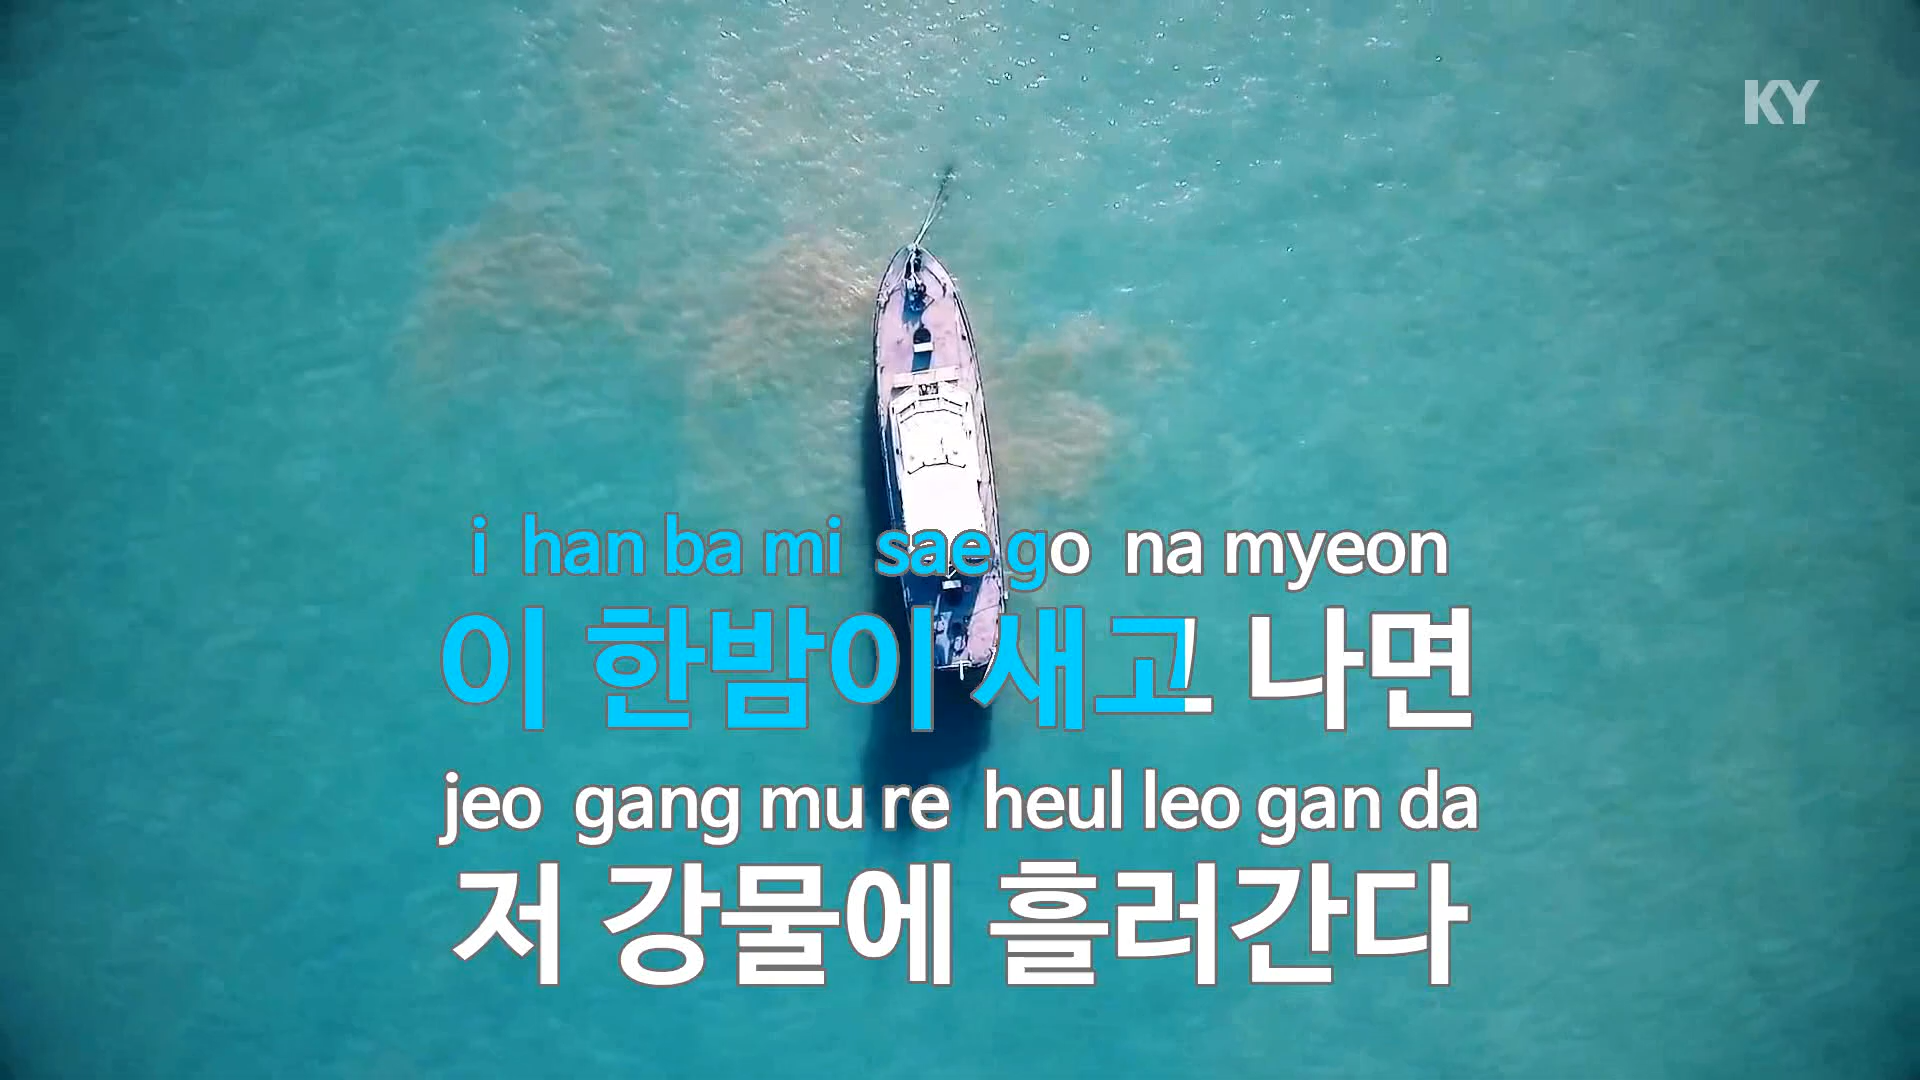 KY
i han ba mi sae go na myeon
이 한밤이 새고 나면
jeo gang mu re heul leo gan da
저 강물에 흘러간다